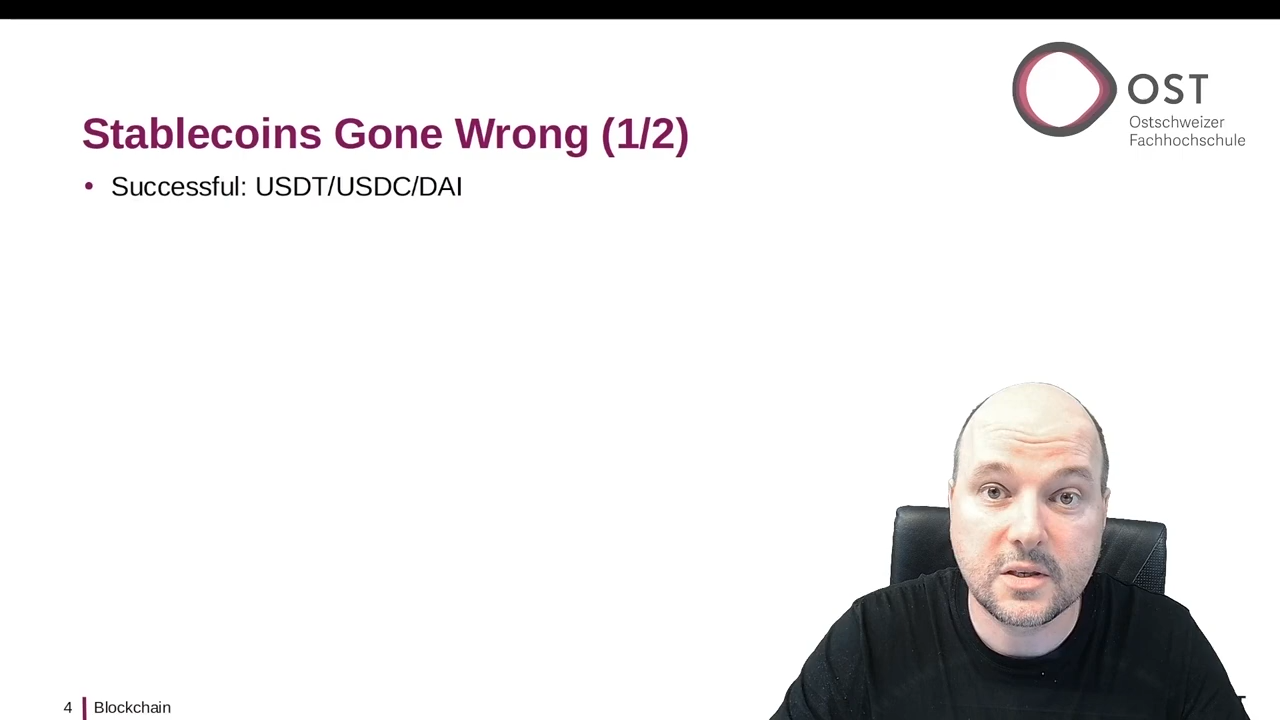 OST
Ostschweizer
Fachhochschule
Stablecoins Gone Wrong (1/2)
• Successful: USDT/USDC/DAI
4
Blockchain